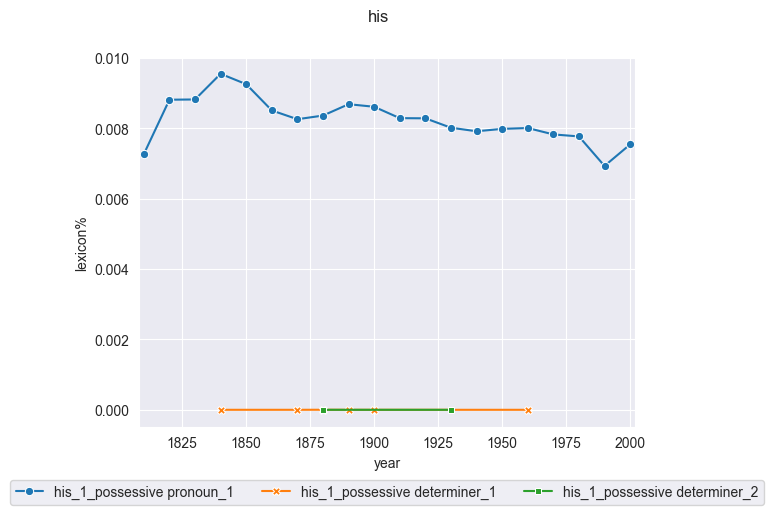 his
0.010
0.008
0.006
0.004
0.002
0.000
lexicon%
1825 1850 1875 1900 1925 1950 1975 2000
year
his_1_possessive pronoun_1 his_1_possessive determiner_1 his_1_possessive determiner_2